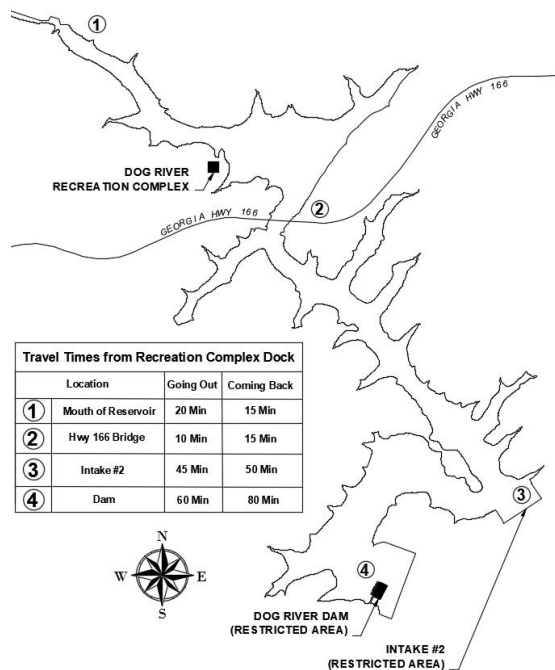 1
GEORGIA HWY 166
DOG RIVER
RECREATION COMPLEX
2
GEORGIA HWY 166
Travel Times from Recreation Complex Dock
Location Going Out Coming Back
1 Mouth of Reservoir 20 Min 15 Min
2 Hwy 166 Bridge 10 Min 15 Min
3 Intake #2 45 Min 50 Min
4 Dam 60 Min 80 Min
3
N
W E
S
4
DOG RIVER DAM
(RESTRICTED AREA)
INTAKE #2
(RESTRICTED AREA)